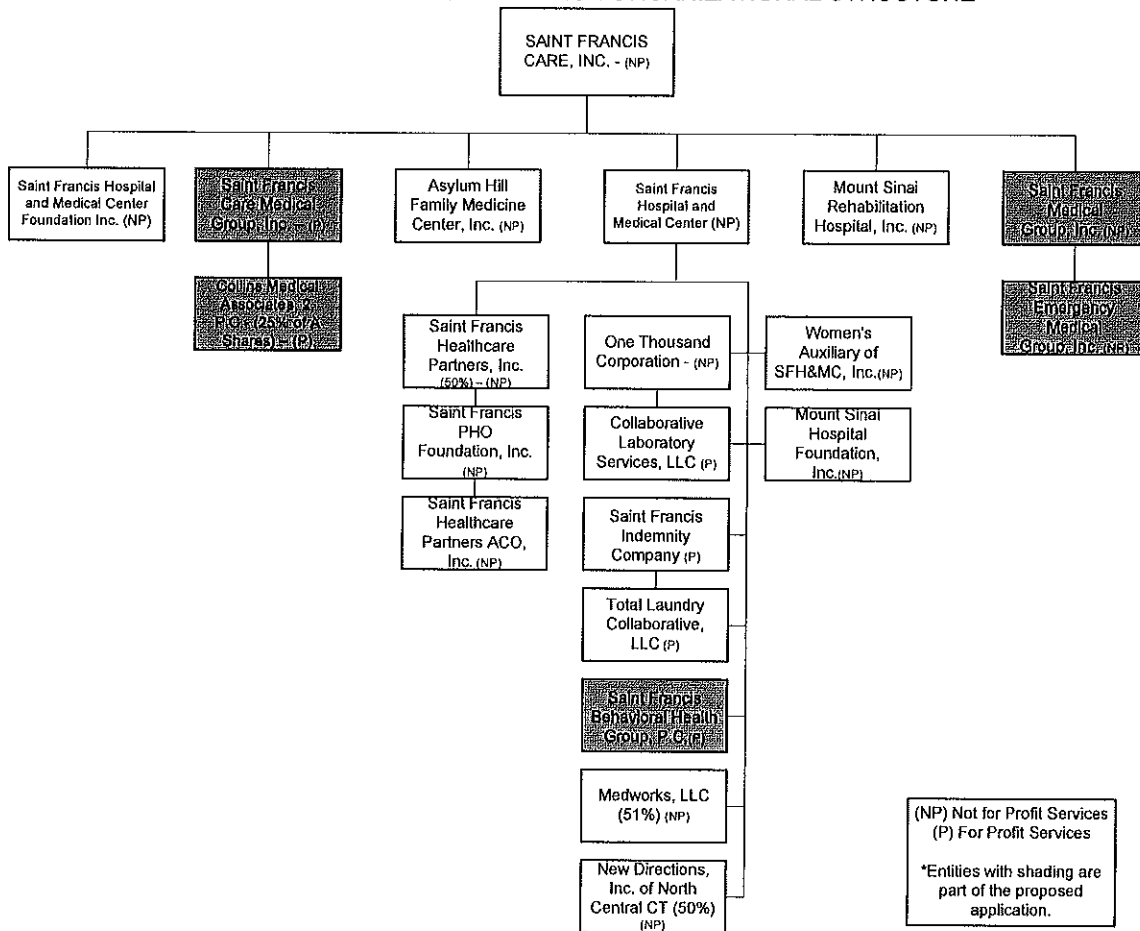 STRUCTURE
SAINT FRANCIS
CARE, INC. - (NP)
Saint Francis Hospital
and Medical Center
Foundation Inc. (NP)
Saint Francis
Care Medical
Group, Inc. – (P)
Asylum Hill
Family Medicine
Center, Inc. (NP)
Saint Francis
Hospital and
Medical Center (NP)
Mount Sinai
Rehabilitation
Hospital, Inc. (NP)
Saint Francis
Medical
Group, Inc. (NP)
Collins Medical
Associates, 2
(25% of A
Shares) – (P)
Saint Francis
Emergency
Medical
Group, Inc.
Saint Francis
Healthcare
Partners, Inc.
(50%) – (NP)
Saint Francis
PHO
Foundation, Inc.
(NP)
Saint Francis
Healthcare
Partners ACO,
Inc. (NP)
One Thousand
Corporation - (NP)
Women's
Auxiliary of
SFH&MC, Inc.(NP)
Collaborative
Laboratory
Services, LLC (P)
Mount Sinai
Hospital
Foundation,
Inc.(NP)
Saint Francis
Indemnity
Company (P)
Total Laundry
Collaborative,
LLC (P)
Saint Francis
Behavioral Health
Group, P.C.(P)
Medworks, LLC
(51%) (NP)
New Directions,
Inc. of North
Central CT (50%)
(NP)
(NP) Not for Profit Services
(P) For Profit Services
*Entities with shading are
part of the proposed
application.